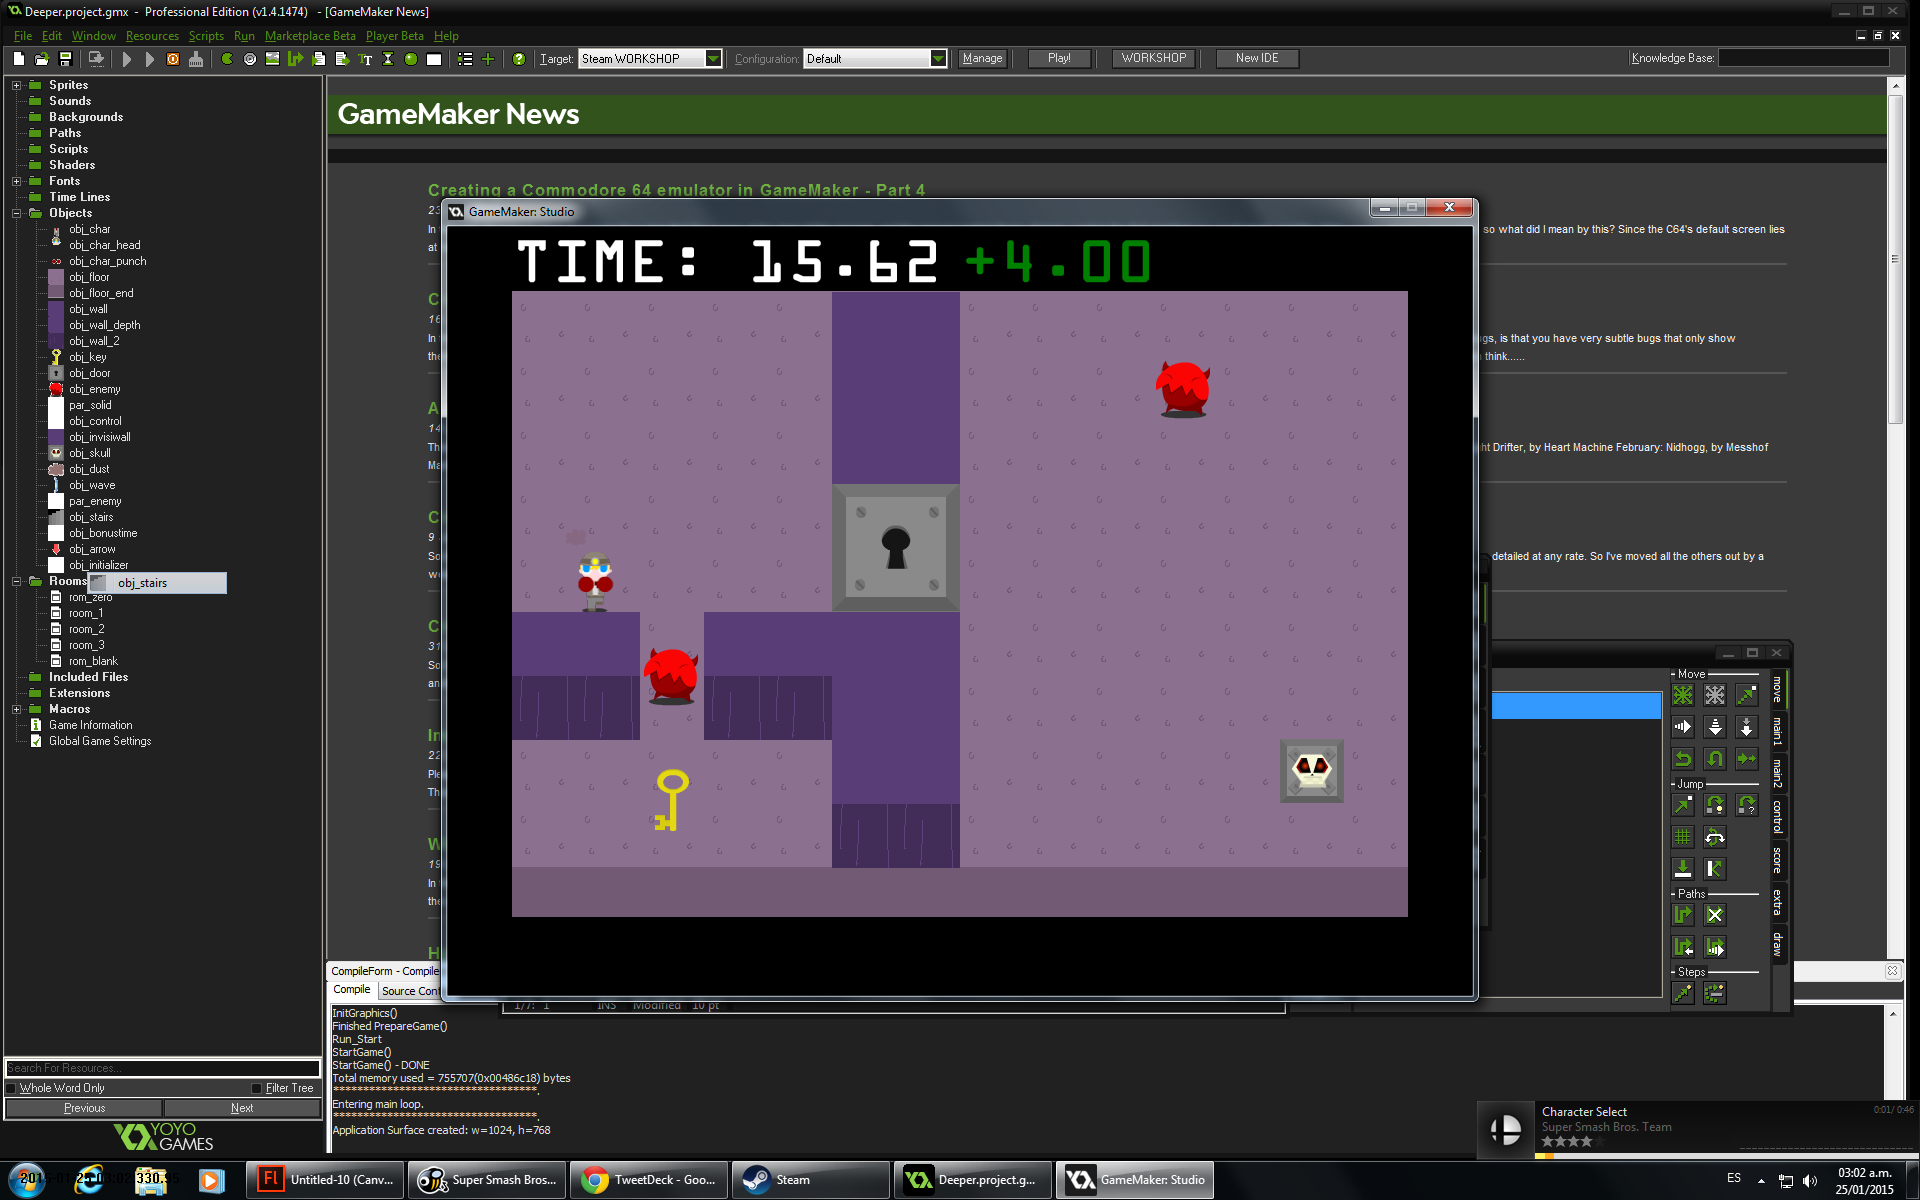 Deeper.project.gmx - Professional Edition (v1.4.1474) - [GameMaker News]
File Edit Window Resources Scripts Run Marketplace Beta Player Beta Help
Target: Steam WORKSHOP Configuration: Default Manage Play! WORKSHOP New IDE Knowledge Base:
Sprites
Sounds
Backgrounds
Paths
Scripts
Shaders
Fonts
Time Lines
Objects
obj_char
obj_char_head
obj_char_punch
obj_floor
obj_floor_end
obj_wall
obj_wall_depth
obj_wall_2
obj_key
obj_door
obj_enemy
par_solid
obj_control
obj_invisiwall
obj_skull
obj_dust
obj_wave
par_enemy
obj_stairs
obj_bonustime
obj_arrow
obj_initializer
Rooms
obj_stairs
rom_zero
room_1
room_2
room_3
rom_blank
Included Files
Extensions
Macros
Game Information
Global Game Settings
Search For Resources...
Whole Word Only Filter Tree
Previous Next
YOYO
GAMES
GameMaker News
Creating a Commodore 64 emulator in GameMaker - Part 4
so what did I mean by this? Since the C64's default screen lies
is that you have very subtle bugs that only show
think......
Drifter, by Heart Machine February: Nidhogg, by Messhof
detailed at any rate. So I've moved all the others out by a
GameMaker: Studio
TIME: 15.62 +4.00
Move
Jump
Paths
Steps
move
main1
main2
control
score
extra
draw
CompileForm - Compile
Compile Source Con
1/7: 1 INS Modified 10 pt
InitGraphics()
Finished PrepareGame()
Run_Start
StartGame()
StartGame() - DONE
Total memory used = 755707(0x00486c18) bytes
Entering main loop.
Application Surface created: w=1024, h=768
Character Select 0:01/ 0:46
Super Smash Bros. Team
Untitled-10 (Canv...
Super Smash Bros...
TweetDeck - Goo...
Steam
Deeper.project.g...
GameMaker: Studio
ES
03:02 a.m.
25/01/2015